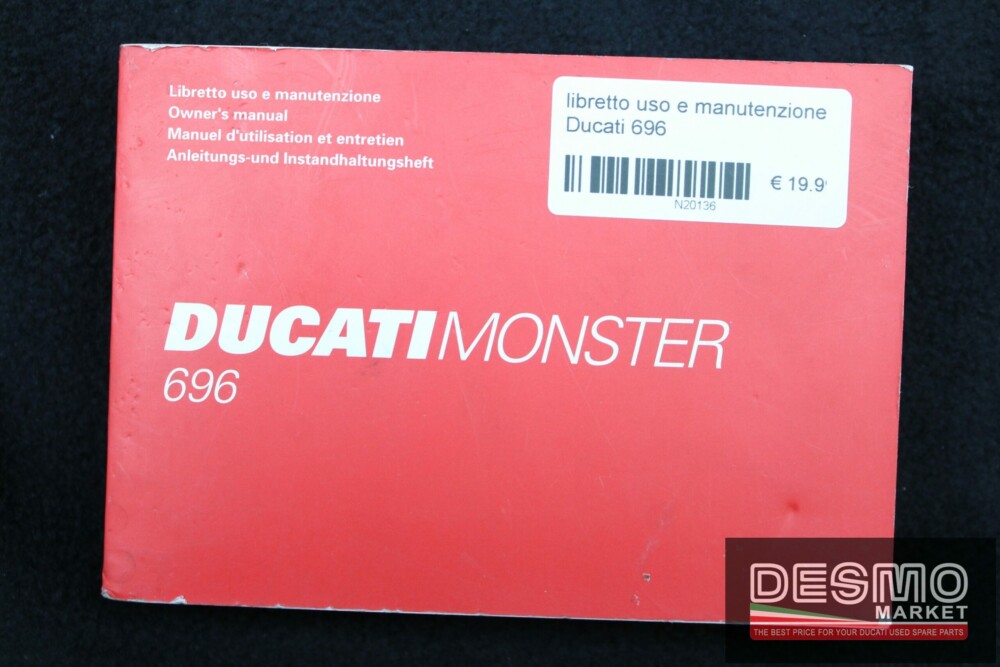 Libretto uso e manutenzione
Owner's manual
Manuel d'utilisation et entretien
Anleitungs-und Instandhaltungsheft
libretto uso e manutenzione
Ducati 696
€ 19.9
N20136
DUCATIMONSTER
696
DESMO
MARKET
THE BEST PRICE FOR YOUR DUCATI USED SPARE PARTS